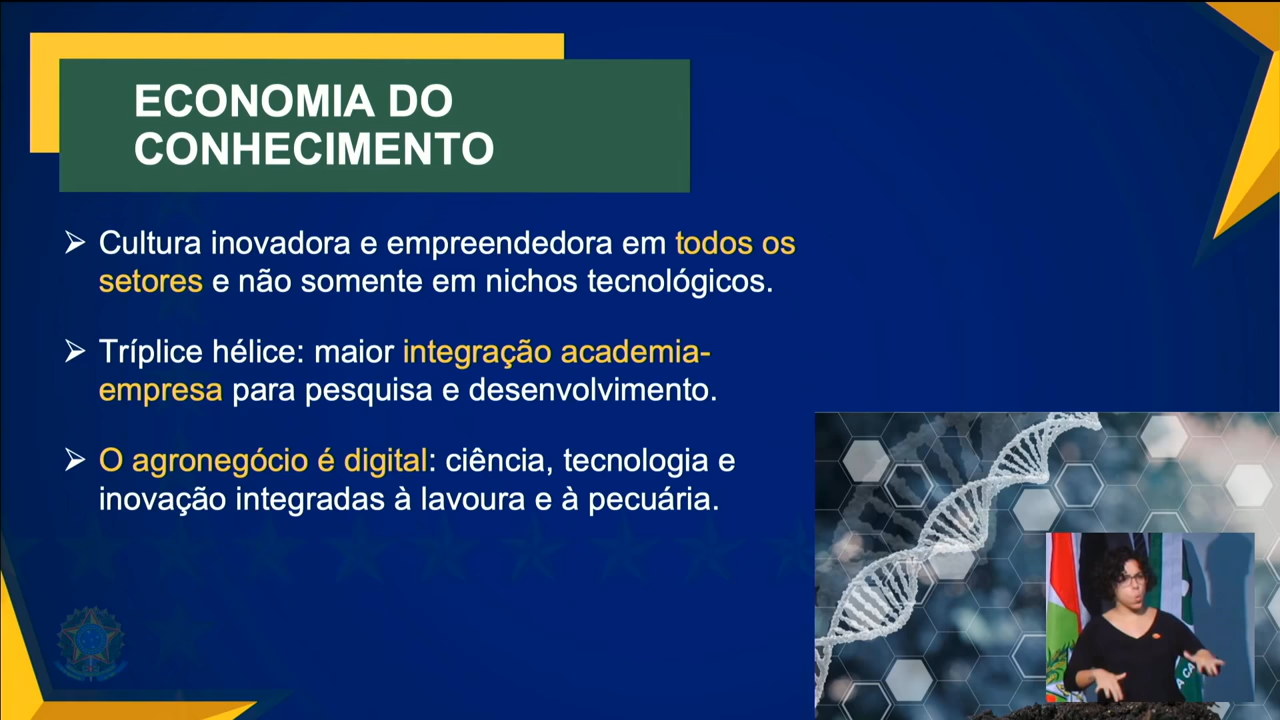 ECONOMIA DO
CONHECIMENTO
➢ Cultura inovadora e empreendedora em todos os
setores e não somente em nichos tecnológicos.
➢ Tríplice hélice: maior integração academia-
empresa para pesquisa e desenvolvimento.
➢ O agronegócio é digital: ciência, tecnologia e
inovação integradas à lavoura e à pecuária.
A CA